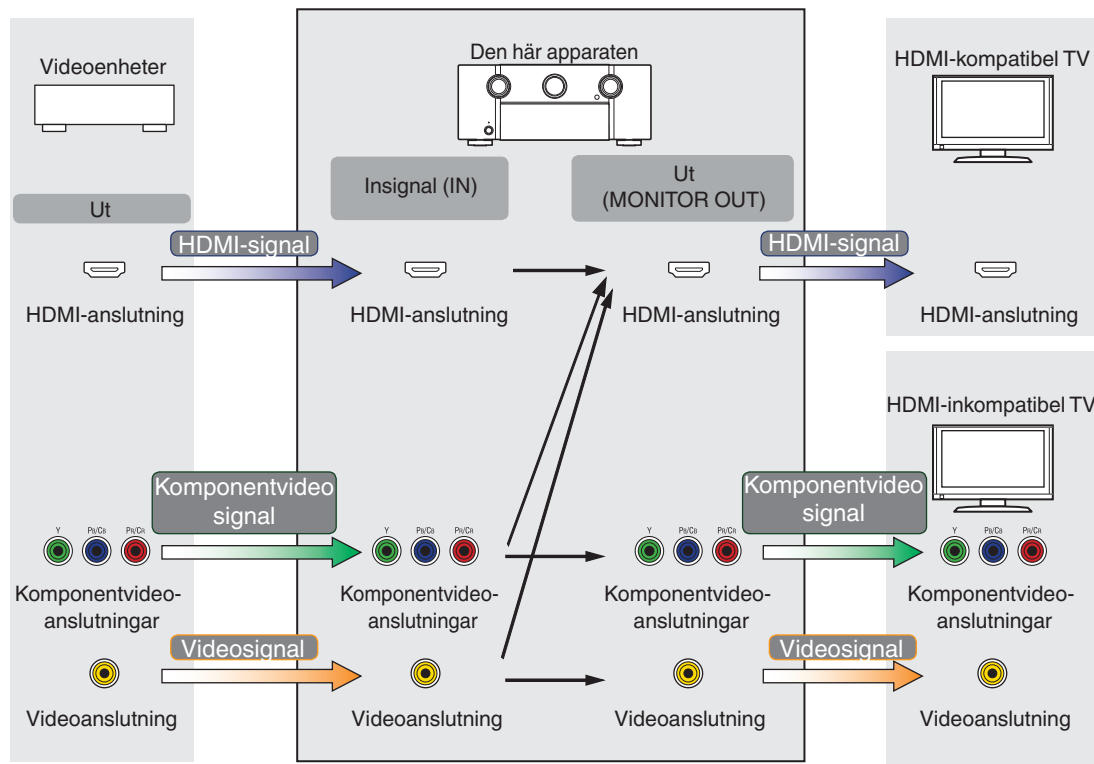 Den här apparaten
Videoenheter
HDMI-kompatibel TV
Insignal (IN)
Ut
(MONITOR OUT)
Ut
HDMI-signal
HDMI-signal
HDMI-anslutning
HDMI-anslutning
HDMI-anslutning
HDMI-anslutning
HDMI-inkompatibel TV
Komponentvideo
signal
Komponentvideo
signal
Y PB/CB PR/CR
Y PB/CB PR/CR
Y PB/CB PR/CR
Y PB/CB PR/CR
Komponentvideo-
anslutningar
Komponentvideo-
anslutningar
Komponentvideo-
anslutningar
Komponentvideo-
anslutningar
Videosignal
Videosignal
Videoanslutning
Videoanslutning
Videoanslutning
Videoanslutning